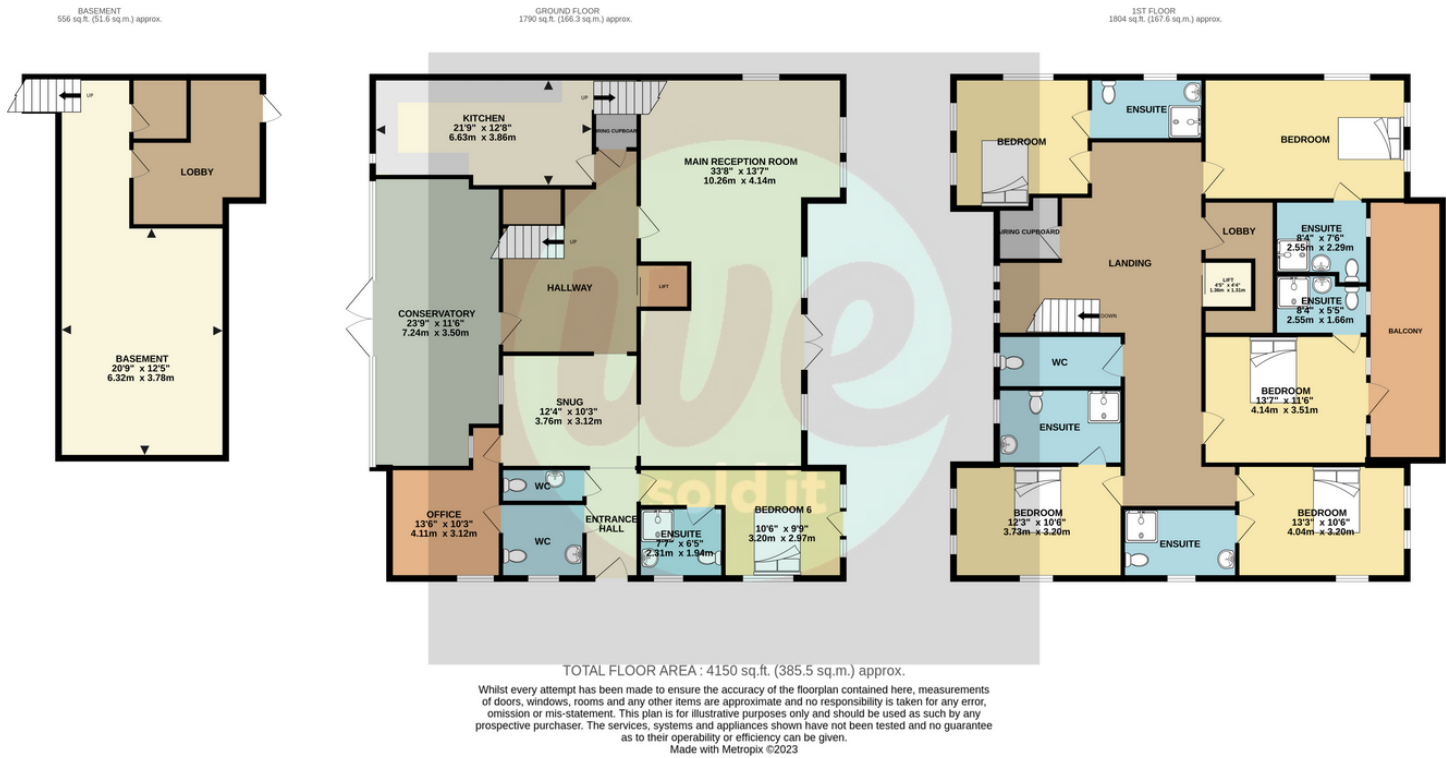 BASEMENT
556 sq.ft. (51.6 sq.m.) approx.
GROUND FLOOR
1790 sq.ft. (166.3 sq.m.) approx.
1ST FLOOR
1804 sq.ft. (167.6 sq.m.) approx.
UP
LOBBY
BASEMENT
20'9" x 12'5"
6.32m x 3.78m
KITCHEN
21'9" x 12'8"
6.63m x 3.86m
UP
IRING CUPBOAR
MAIN RECEPTION ROOM
33'8" x 13'7"
10.26m x 4.14m
UP
HALLWAY
LIFT
CONSERVATORY
23'9" x 11'6"
7.24m x 3.50m
SNUG
12'4" x 10'3"
3.76m x 3.12m
WC
OFFICE
13'6" x 10'3"
4.11m x 3.12m
WC
ENTRANCE
HALL
ENSUITE
7'7" x 6'5"
2.31m x 1.94m
BEDROOM 6
10'6" x 9'9"
3.20m x 2.97m
we
sold it
BEDROOM
ENSUITE
BEDROOM
IRING CUPBOARD
LANDING
LOBBY
LIFT
4'5" x 4'4"
1.36m x 1.31m
ENSUITE
8'4" x 7'6"
2.55m x 2.29m
ENSUITE
8'4" x 5'5"
2.55m x 1.66m
BALCONY
DOWN
WC
ENSUITE
BEDROOM
13'7" x 11'6"
4.14m x 3.51m
BEDROOM
12'3" x 10'6"
3.73m x 3.20m
ENSUITE
BEDROOM
13'3" x 10'6"
4.04m x 3.20m
TOTAL FLOOR AREA : 4150 sq.ft. (385.5 sq.m.) approx.
Whilst every attempt has been made to ensure the accuracy of the floorplan contained here, measurements
of doors, windows, rooms and any other items are approximate and no responsibility is taken for any error,
omission or mis-statement. This plan is for illustrative purposes only and should be used as such by any
prospective purchaser. The services, systems and appliances shown have not been tested and no guarantee
as to their operability or efficiency can be given.
Made with Metropix ©2023